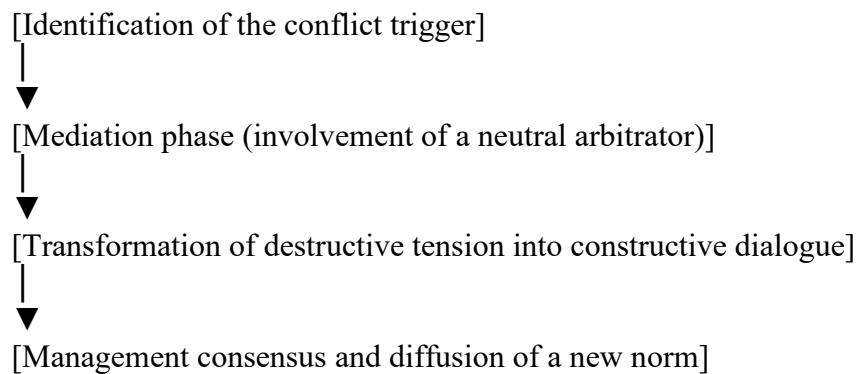 [Identification of the conflict trigger]
[Mediation phase (involvement of a neutral arbitrator)]
[Transformation of destructive tension into constructive dialogue]
[Management consensus and diffusion of a new norm]